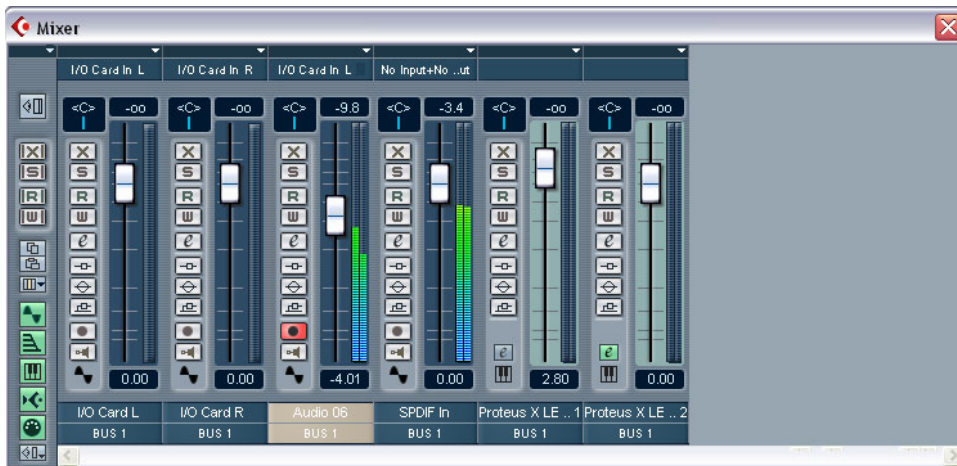 Mixer
I/O Card In L I/O Card In R I/O Card In L No Input+No ..ut
<C> -oo <C> -oo <C> -9.8 <C> -3.4 <C> -oo <C> -oo
X X X X X X X
S S S S S S S
R R R R R R R
W W W W W W W
e e e e e e
e e
0.00 0.00 -4.01 0.00 2.80 0.00
I/O Card L I/O Card R Audio 06 SPDIF In Proteus X LE .. 1 Proteus X LE .. 2
BUS 1 BUS 1 BUS 1 BUS 1 BUS 1 BUS 1